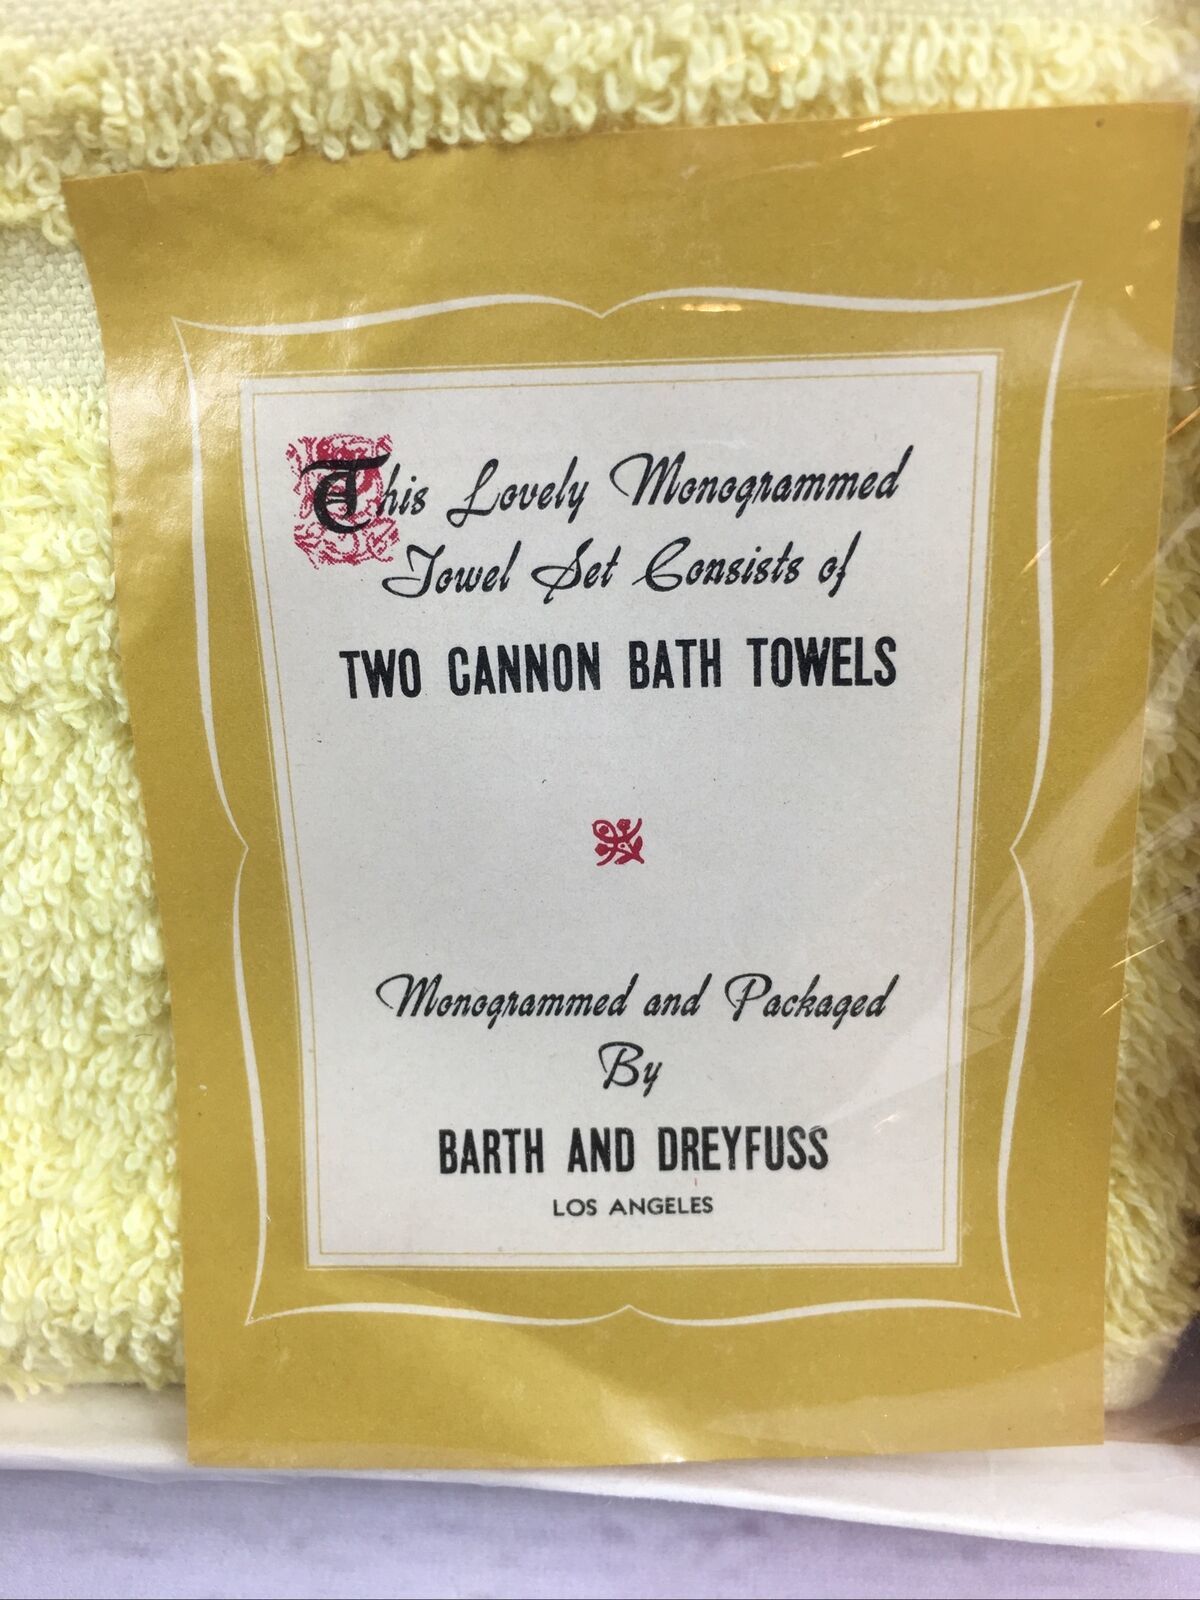 This Lovely Monogrammed
Towel Set Consists of
TWO CANNON BATH TOWELS
Monogrammed and Packaged
By
BARTH AND DREYFUSS
LOS ANGELES